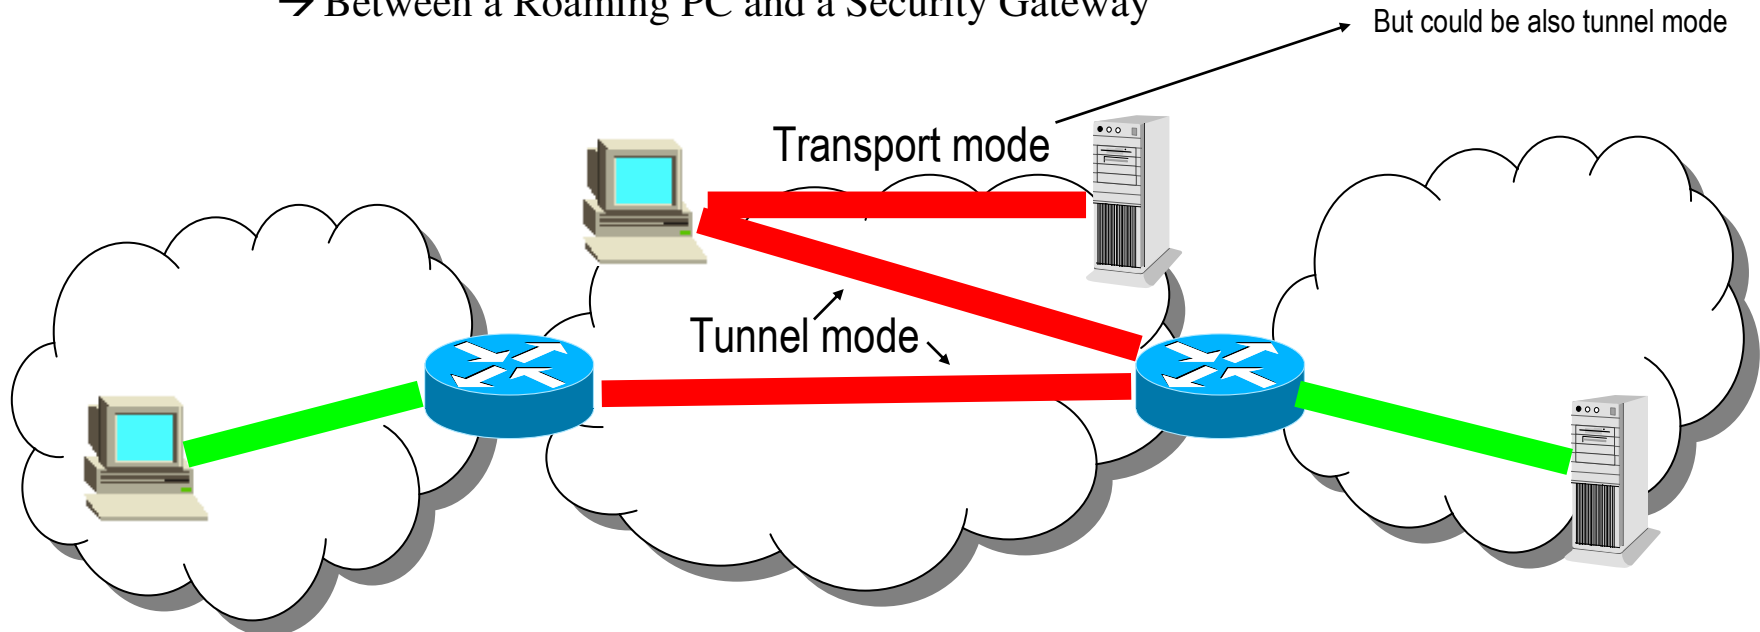 → Between a Roaming PC and a Security Gateway
But could be also tunnel mode
Transport mode
Tunnel mode